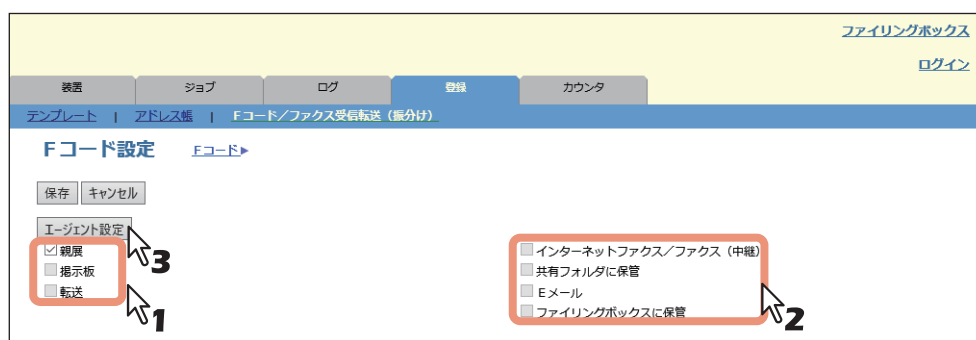 ファイリングボックス
ログイン
装置 ジョブ ログ 登録 カウンタ
テンプレート | アドレス帳 | Fコード/ファクス受信転送（振分け）
Fコード設定 Fコード▶
保存 キャンセル
エージェント設定
親展 インターネットファクス/ファクス（中継）
3
掲示板 共有フォルダに保管
転送 Eメール
ファイリングボックスに保管
1 2